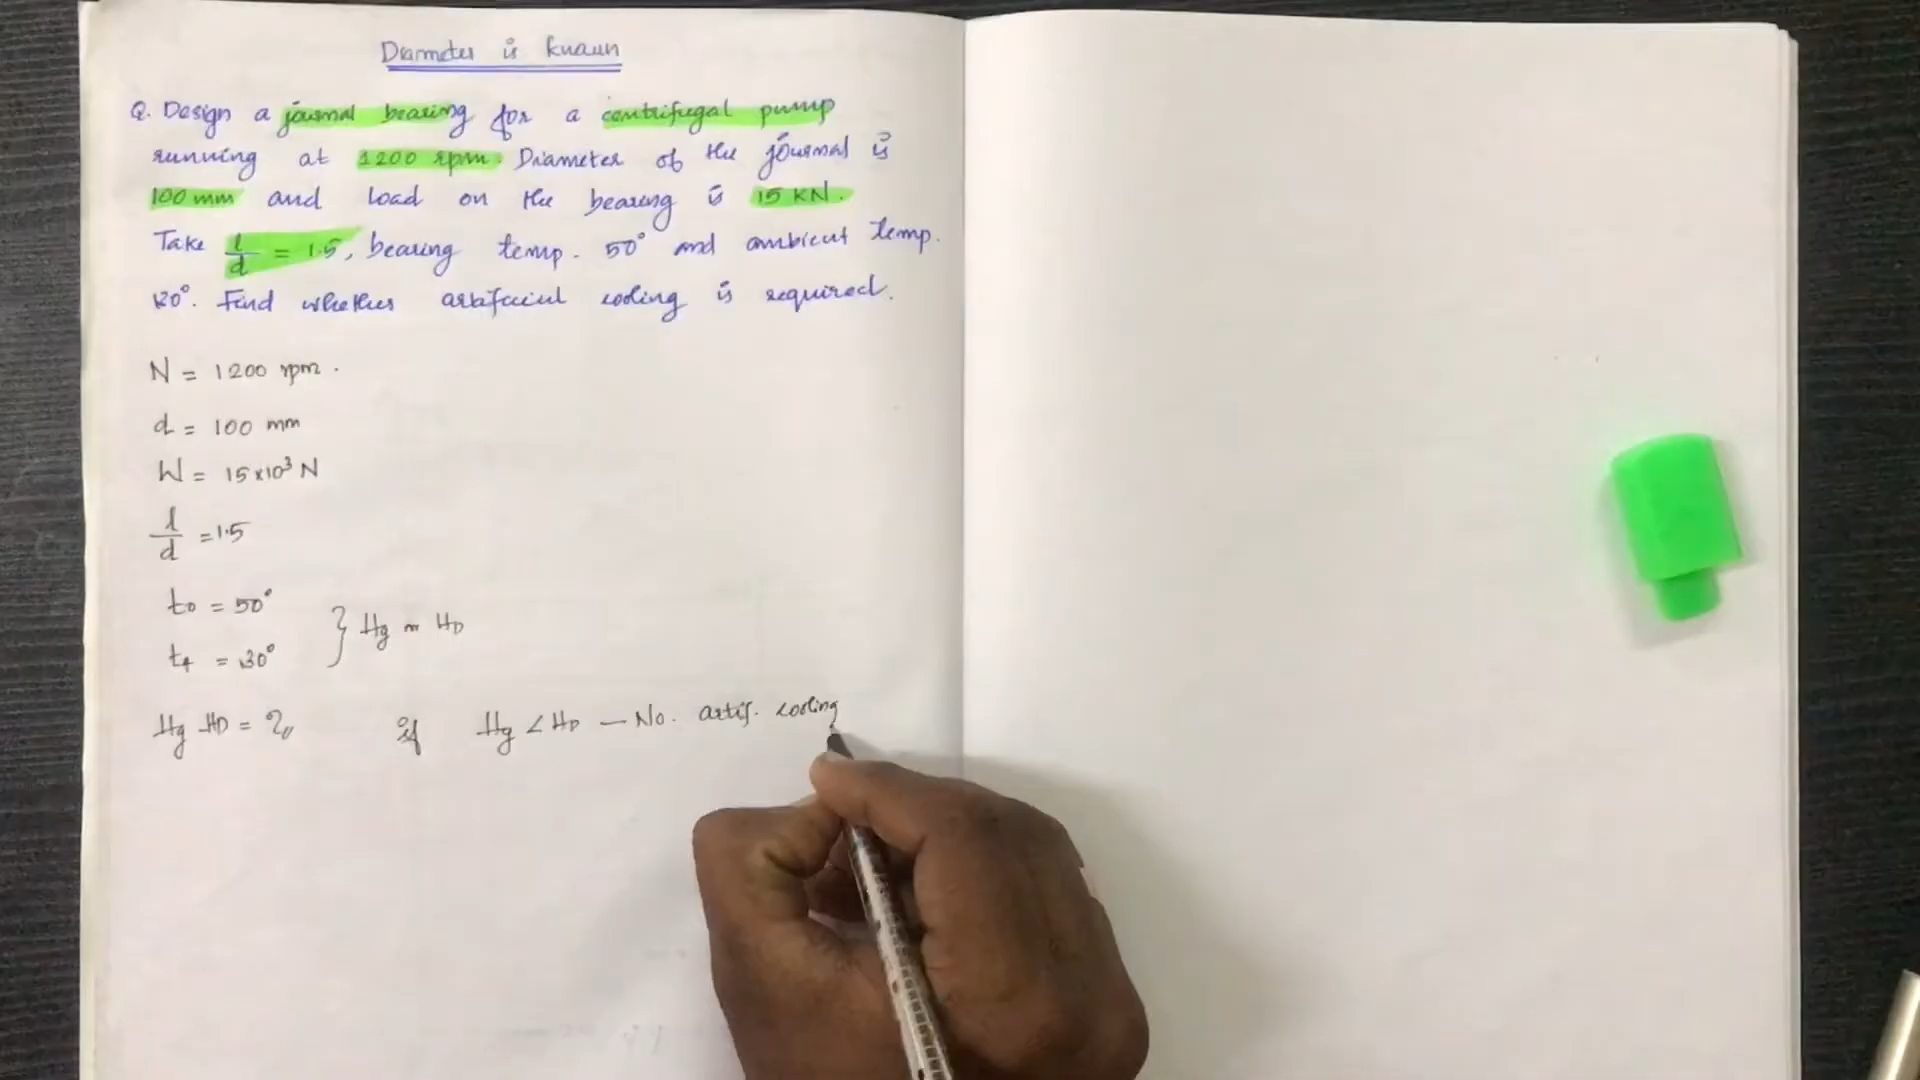 Diameter is known
Q. Design a journal bearing for a centrifugal pump
running at 1200 rpm. Diameter of the journal is
100 mm and load on the bearing is 15 KN.
Take l/d = 1.5, bearing temp. 50° and ambient temp.
30°. Find whether artificial cooling is required.
N = 1200 rpm.
d = 100 mm
W = 15×10³ N
l/d = 1.5
to = 50°
ta = 30° } Hg HD
Hg HD = ? if Hg < HD — No. artif. cooling